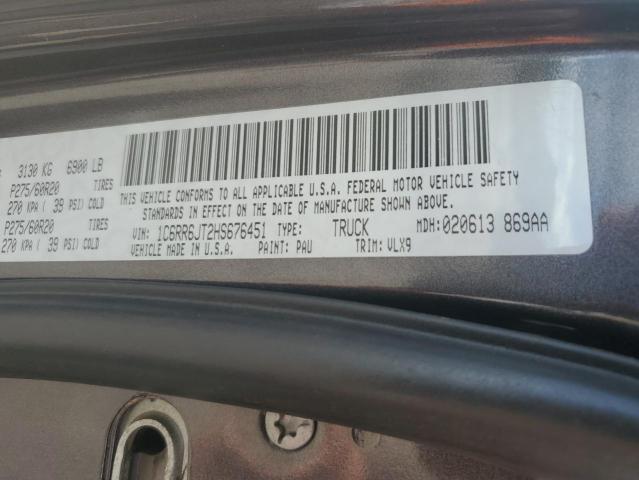 3130 KG 6900 LB
P275/60R20 TIRES
270 KPA ( 39 PSI) COLD
P275/60R20 TIRES
270 KPA ( 39 PSI) COLD
THIS VEHICLE CONFORMS TO ALL APPLICABLE U.S.A. FEDERAL MOTOR VEHICLE SAFETY
STANDARDS IN EFFECT ON THE DATE OF MANUFACTURE SHOWN ABOVE.
VIN: 1C6RR6JT2HS676451 TYPE: TRUCK MDH: 020613 869AA
VEHICLE MADE IN U.S.A. PAINT: PAU TRIM: VLX9